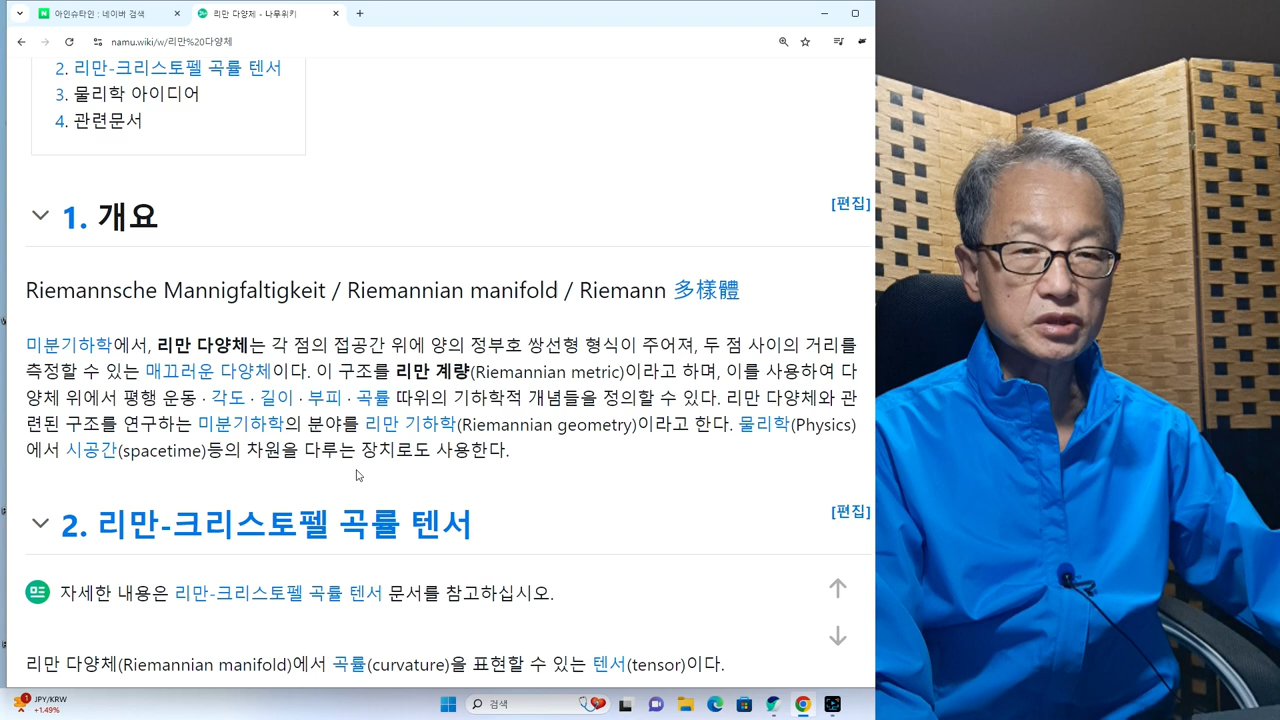 아인슈타인 : 네이버 검색
리만 다양체 - 나무위키
namu.wiki/w/리만%20다양체
2. 리만-크리스토펠 곡률 텐서
3. 물리학 아이디어
4. 관련문서
1. 개요
[편집]
Riemannsche Mannigfaltigkeit / Riemannian manifold / Riemann 多樣體
미분기하학에서, 리만 다양체는 각 점의 접공간 위에 양의 정부호 쌍선형 형식이 주어져, 두 점 사이의 거리를
측정할 수 있는 매끄러운 다양체이다. 이 구조를 리만 계량(Riemannian metric)이라고 하며, 이를 사용하여 다
양체 위에서 평행 운동 · 각도 · 길이 · 부피 · 곡률 따위의 기하학적 개념들을 정의할 수 있다. 리만 다양체와 관
련된 구조를 연구하는 미분기하학의 분야를 리만 기하학(Riemannian geometry)이라고 한다. 물리학(Physics)
에서 시공간(spacetime)등의 차원을 다루는 장치로도 사용한다.
2. 리만-크리스토펠 곡률 텐서
[편집]
자세한 내용은 리만-크리스토펠 곡률 텐서 문서를 참고하십시오.
리만 다양체(Riemannian manifold)에서 곡률(curvature)을 표현할 수 있는 텐서(tensor)이다.
1
JPY/KRW
+1.49%
검색